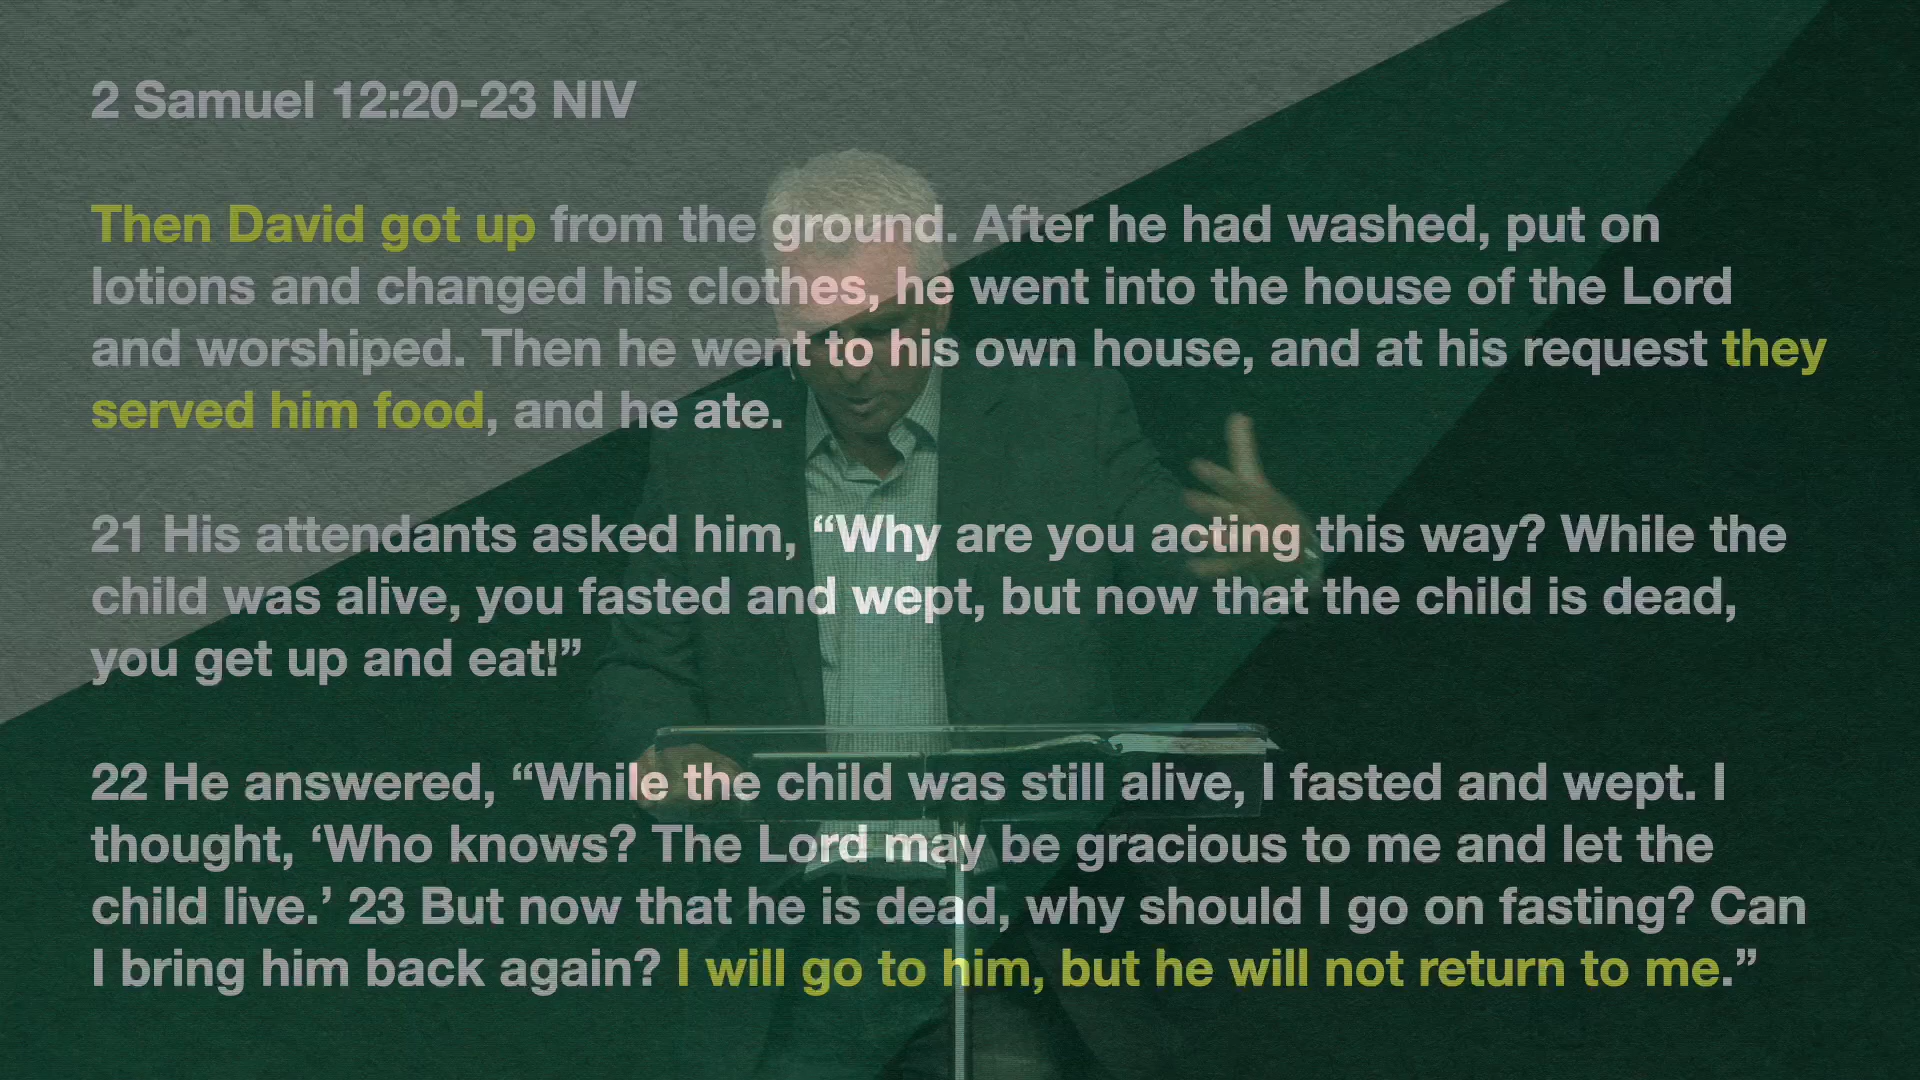 2 Samuel 12:20-23 NIV
Then David got up from the ground. After he had washed, put on
lotions and changed his clothes, he went into the house of the Lord
and worshiped. Then he went to his own house, and at his request they
served him food, and he ate.
21 His attendants asked him, “Why are you acting this way? While the
child was alive, you fasted and wept, but now that the child is dead,
you get up and eat!”
22 He answered, “While the child was still alive, I fasted and wept. I
thought, ‘Who knows? The Lord may be gracious to me and let the
child live.’ 23 But now that he is dead, why should I go on fasting? Can
I bring him back again? I will go to him, but he will not return to me.”